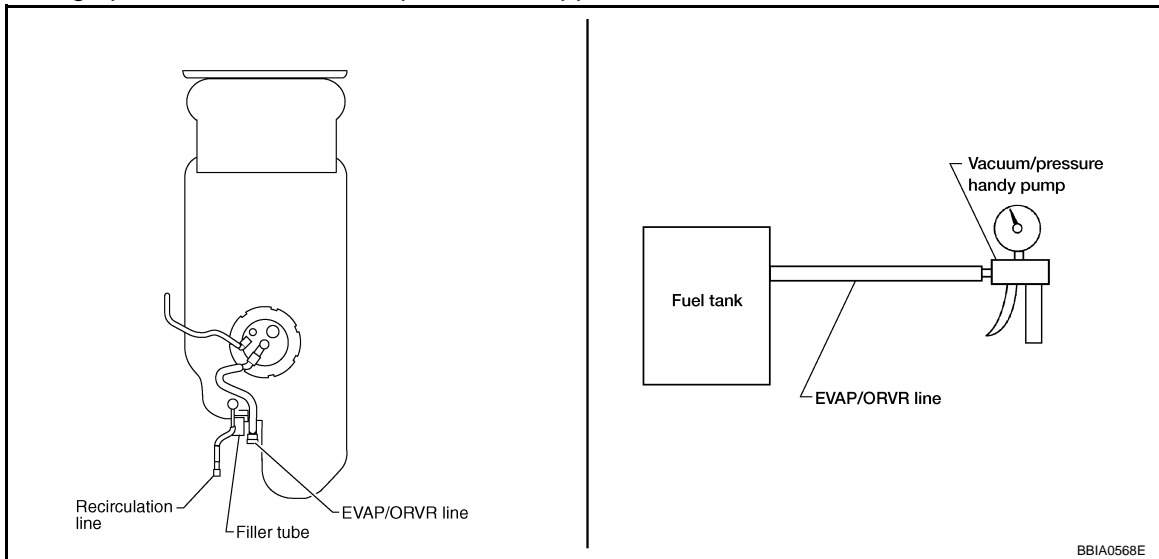 Vacuum/pressure
handy pump
Fuel tank
EVAP/ORVR line
Recirculation
line
Filler tube
EVAP/ORVR line
BBIA0568E